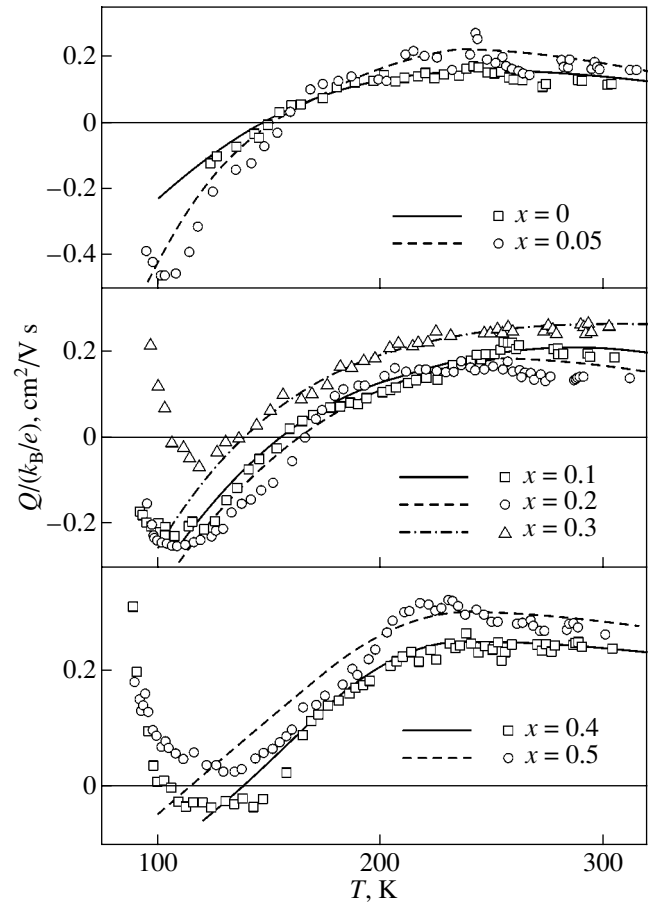 0.2
0
−0.2
−0.4
x = 0
x = 0.05
Q/(kB/e), cm2/V s
0.2
0
−0.2
x = 0.1
x = 0.2
x = 0.3
0.2
0
x = 0.4
x = 0.5
100 200 300
T, K